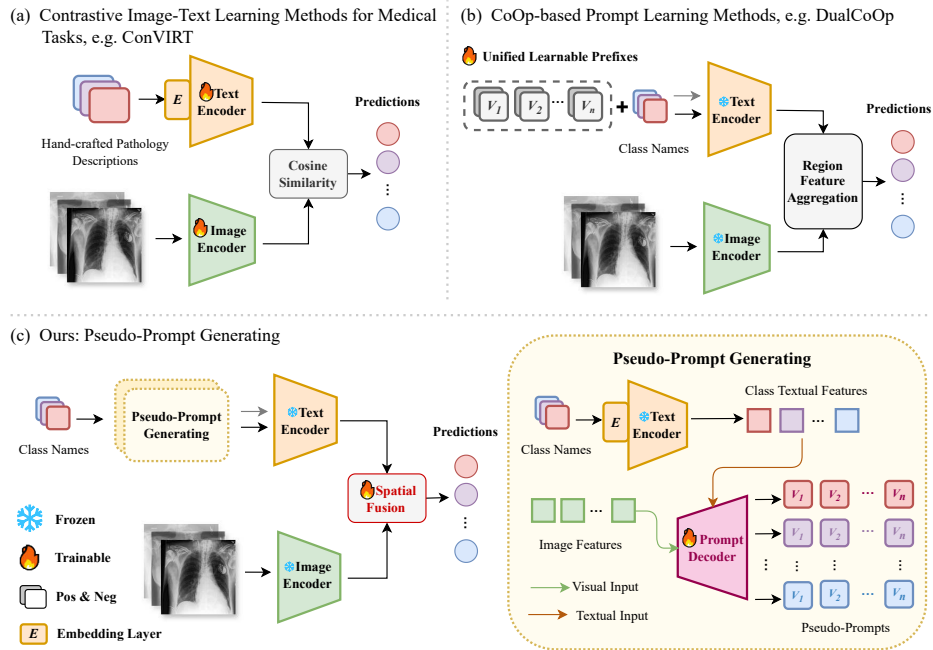 (a) Contrastive Image-Text Learning Methods for Medical
Tasks, e.g. ConVIRT
E
Text
Encoder
Hand-crafted Pathology
Descriptions
Predictions
Cosine
Similarity
...
Image
Encoder
(b) CoOp-based Prompt Learning Methods, e.g. DualCoOp
Unified Learnable Prefixes
V1 V2 ... Vn +
Class Names
Text
Encoder
Predictions
Region
Feature
Aggregation
...
Image
Encoder
(c) Ours: Pseudo-Prompt Generating
Class Names
Pseudo-Prompt
Generating
Text
Encoder
Predictions
Spatial
Fusion
...
Image
Encoder
Frozen
Trainable
Pos & Neg
E Embedding Layer
Pseudo-Prompt Generating
Class Names
E
Text
Encoder
Class Textual Features
...
Image Features
...
Prompt
Decoder
V1 V2 ... Vn
V1 V2 ... Vn
... ... ...
V1 V2 ... Vn
Pseudo-Prompts
Visual Input
Textual Input